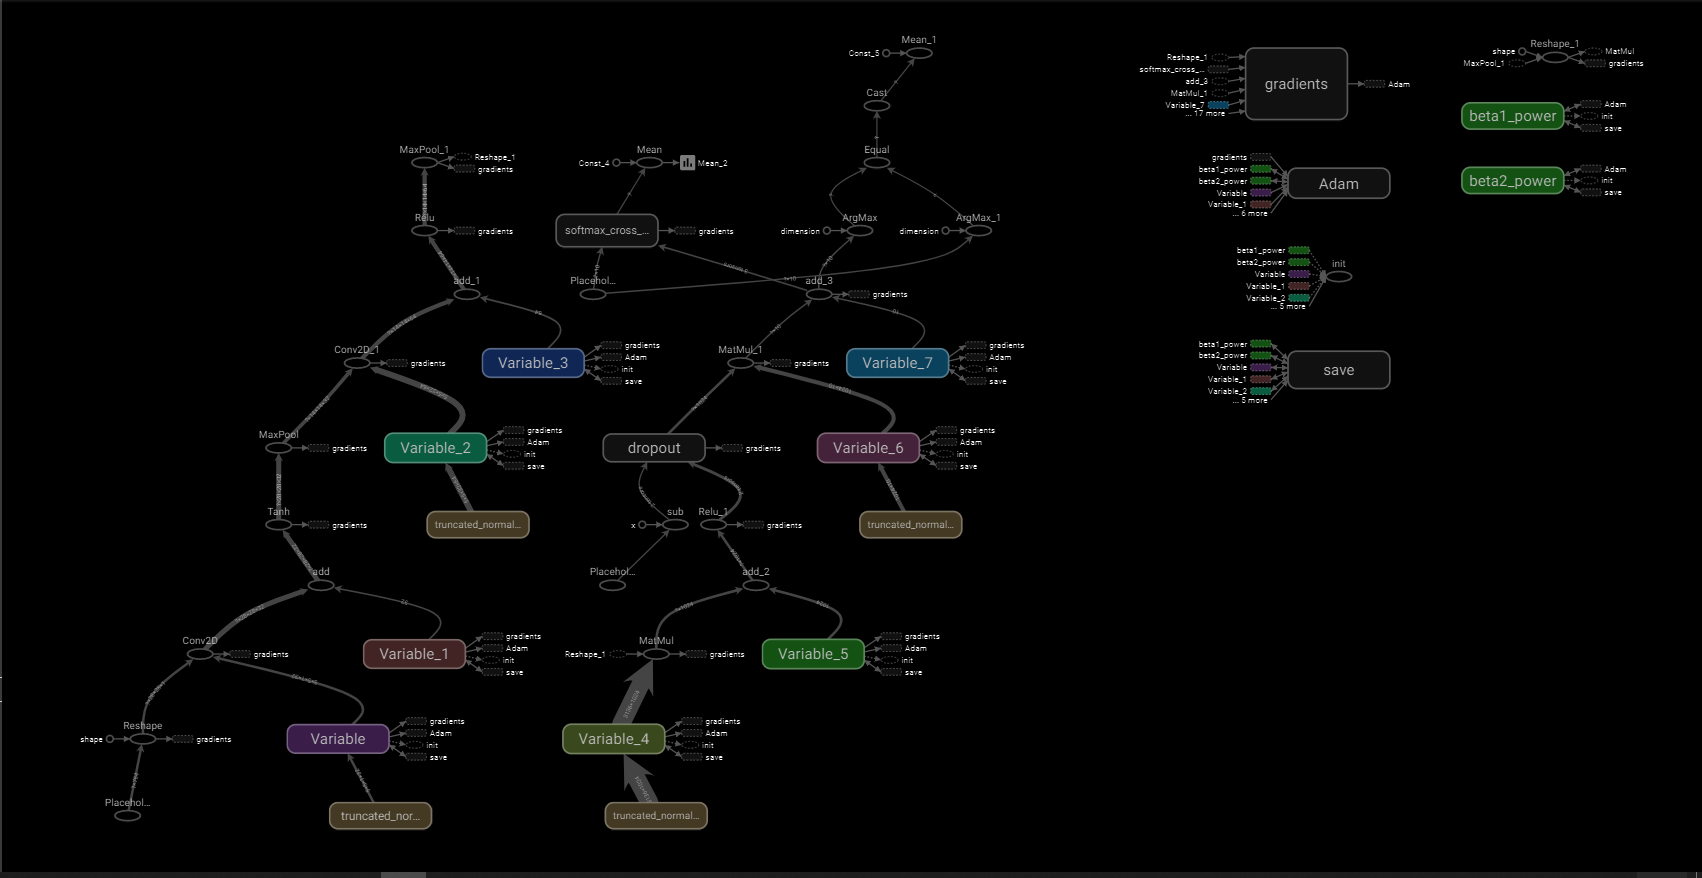 Mean_1
Const_5
Cast
Equal
MaxPool_1
Reshape_1
gradients
Mean
Const_4
Mean_2
Relu
gradients
softmax_cross_...
gradients
ArgMax
dimension
ArgMax_1
dimension
add_1
Placehol...
add_3
gradients
Conv2D_1
gradients
Variable_3
gradients
Adam
init
save
MatMul_1
gradients
Variable_7
gradients
Adam
init
save
MaxPool
gradients
Variable_2
gradients
Adam
init
save
dropout
gradients
Variable_6
gradients
Adam
init
save
Tanh
gradients
truncated_normal...
sub
x
Relu_1
gradients
truncated_normal...
add
Placehol...
add_2
Conv2D
gradients
Variable_1
gradients
Adam
init
save
MatMul
Reshape_1
gradients
Variable_5
gradients
Adam
init
save
Reshape
shape
gradients
Variable
gradients
Adam
init
save
Variable_4
gradients
Adam
init
save
Placehol...
truncated_nor...
truncated_normal...
Reshape_1
softmax_cross_...
add_3
MatMul_1
Variable_7
... 17 more
gradients
Adam
gradients
beta1_power
beta2_power
Variable
Variable_1
... 6 more
Adam
beta1_power
beta2_power
Variable
Variable_1
Variable_2
... 5 more
init
beta1_power
beta2_power
Variable
Variable_1
Variable_2
... 5 more
save
Reshape_1
shape
MaxPool_1
MatMul
gradients
beta1_power
Adam
init
save
beta2_power
Adam
init
save